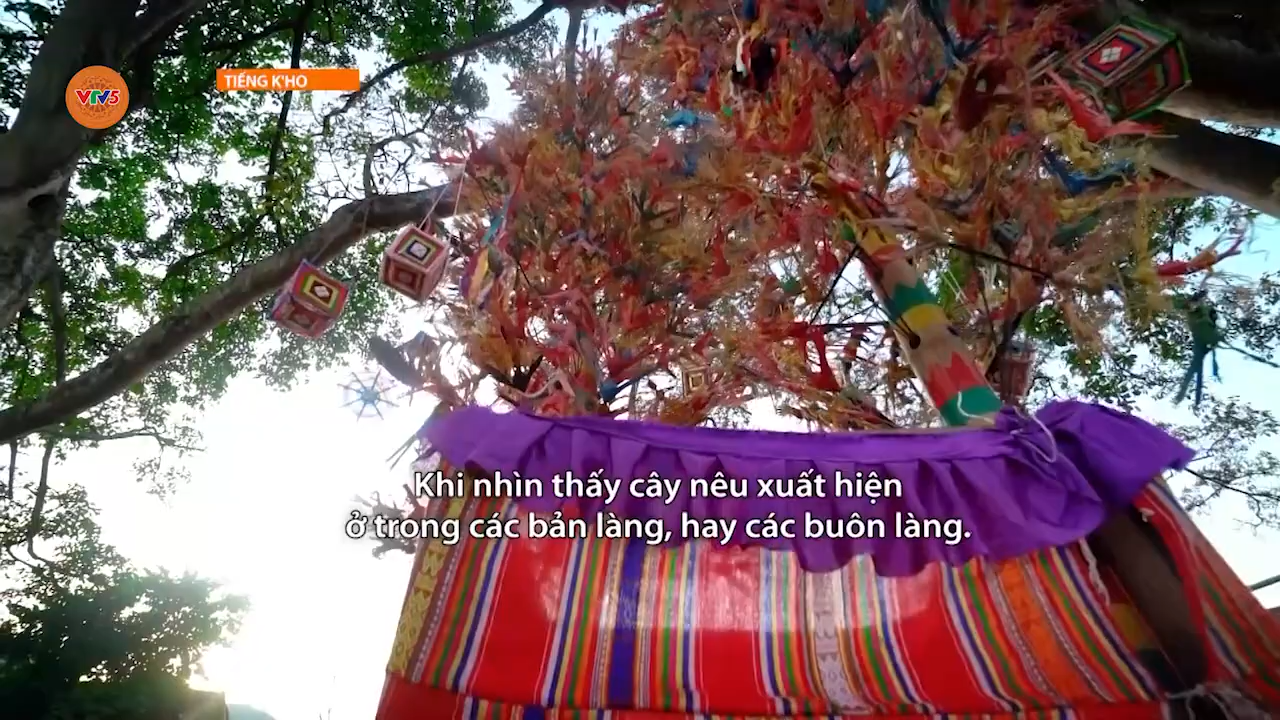 VTV5
TIẾNG K'HO
Khi nhìn thấy cây nêu xuất hiện
ở trong các bản làng, hay các buôn làng.